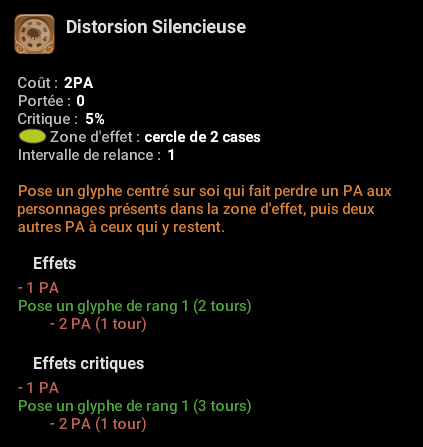 Distorsion Silencieuse
Coût : 2PA
Portée : 0
Critique : 5%
Zone d'effet : cercle de 2 cases
Intervalle de relance : 1
Pose un glyphe centré sur soi qui fait perdre un PA aux
personnages présents dans la zone d'effet, puis deux
autres PA à ceux qui y restent.
Effets
- 1 PA
Pose un glyphe de rang 1 (2 tours)
- 2 PA (1 tour)
Effets critiques
- 1 PA
Pose un glyphe de rang 1 (3 tours)
- 2 PA (1 tour)